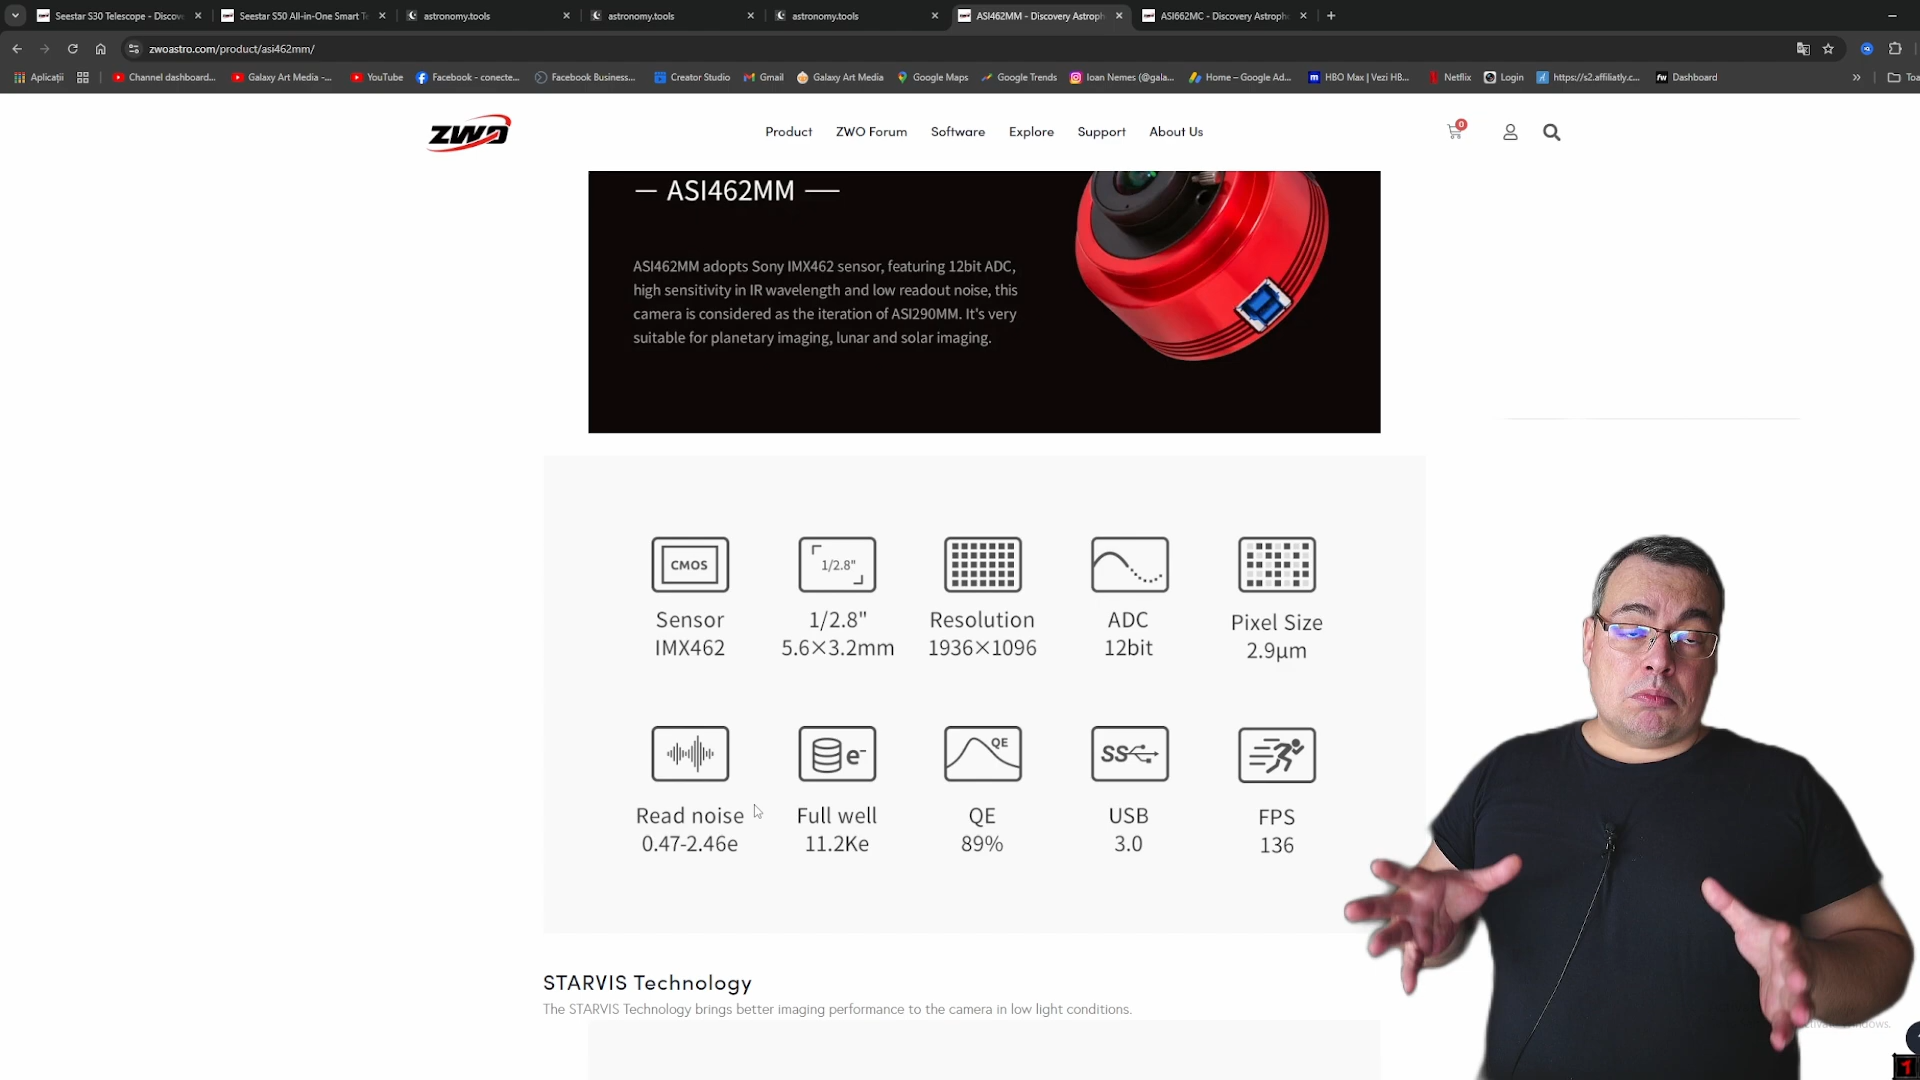 Seestar S30 Telescope - Discove
Seestar S50 All-in-One Smart Te
astronomy.tools
astronomy.tools
astronomy.tools
ASI462MM - Discovery Astroph
ASI662MC - Discovery Astropho
zwoastro.com/product/asi462mm/
Aplicații
Channel dashboard...
Galaxy Art Media -...
YouTube
Facebook - conecte...
Facebook Business...
Creator Studio
Gmail
Galaxy Art Media
Google Maps
Google Trends
Ioan Nemes (@gala...
Home – Google Ad...
HBO Max | Vezi HB...
Netflix
Login
https://s2.affiliatly.c...
fw Dashboard
Toa
ZWO
Product
ZWO Forum
Software
Explore
Support
About Us
0
— ASI462MM —
ASI462MM adopts Sony IMX462 sensor, featuring 12bit ADC,
high sensitivity in IR wavelength and low readout noise, this
camera is considered as the iteration of ASI290MM. It's very
suitable for planetary imaging, lunar and solar imaging.
CMOS
1/2.8"
Sensor
IMX462
1/2.8"
5.6×3.2mm
Resolution
1936×1096
ADC
12bit
Pixel Size
2.9μm
e-
QE
SS
Read noise
0.47-2.46e
Full well
11.2Ke
QE
89%
USB
3.0
FPS
136
STARVIS Technology
The STARVIS Technology brings better imaging performance to the camera in low light conditions.
1